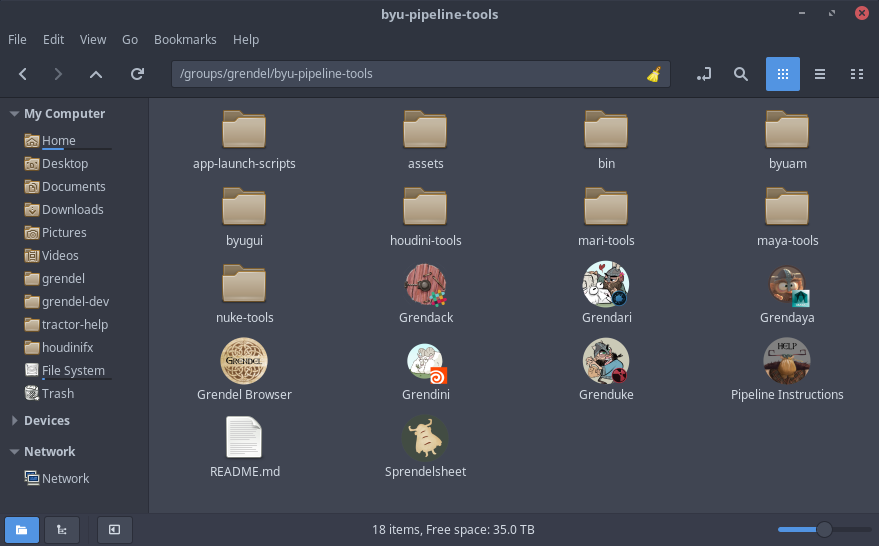 byu-pipeline-tools
File Edit View Go Bookmarks Help
/groups/grendel/byu-pipeline-tools
My Computer
Home
Desktop
Documents
Downloads
Pictures
Videos
grendel
grendel-dev
tractor-help
houdinifx
File System
Trash
Devices
Network
Network
app-launch-scripts assets bin byuam
byugui houdini-tools mari-tools maya-tools
nuke-tools Grendack Grendari Grendaya
GRENDEL
HELP
Grendel Browser Grendini Grenduke Pipeline Instructions
README.md Sprendelsheet
18 items, Free space: 35.0 TB